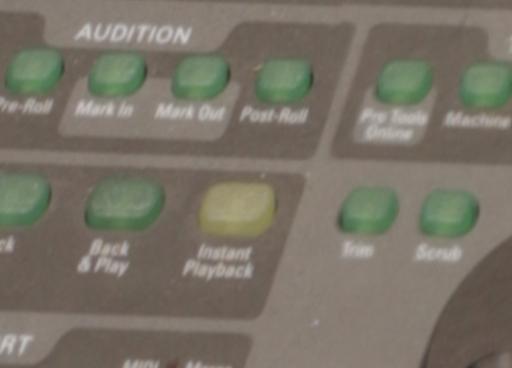 AUDITION
Pre-Roll
Mark In
Mark Out
Post-Roll
Pro Tools
Online
Machine
Back
& Play
Instant
Playback
Trim
Scrub
MIDI